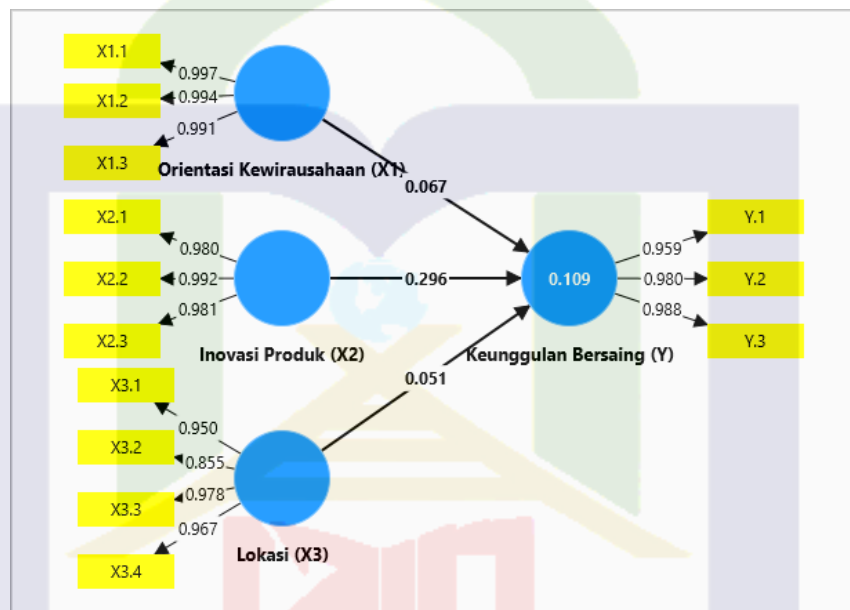 X1.1
0.997
X1.2
0.994
0.991
X1.3
Orientasi Kewirausahaan (X1)
0.067
X2.1
0.980
X2.2
0.992
0.981
X2.3
Inovasi Produk (X2)
0.296
0.109
Keunggulan Bersaing (Y)
0.959
Y.1
0.980
Y.2
0.988
Y.3
X3.1
0.950
X3.2
0.855
X3.3
0.978
0.967
X3.4
Lokasi (X3)
0.051